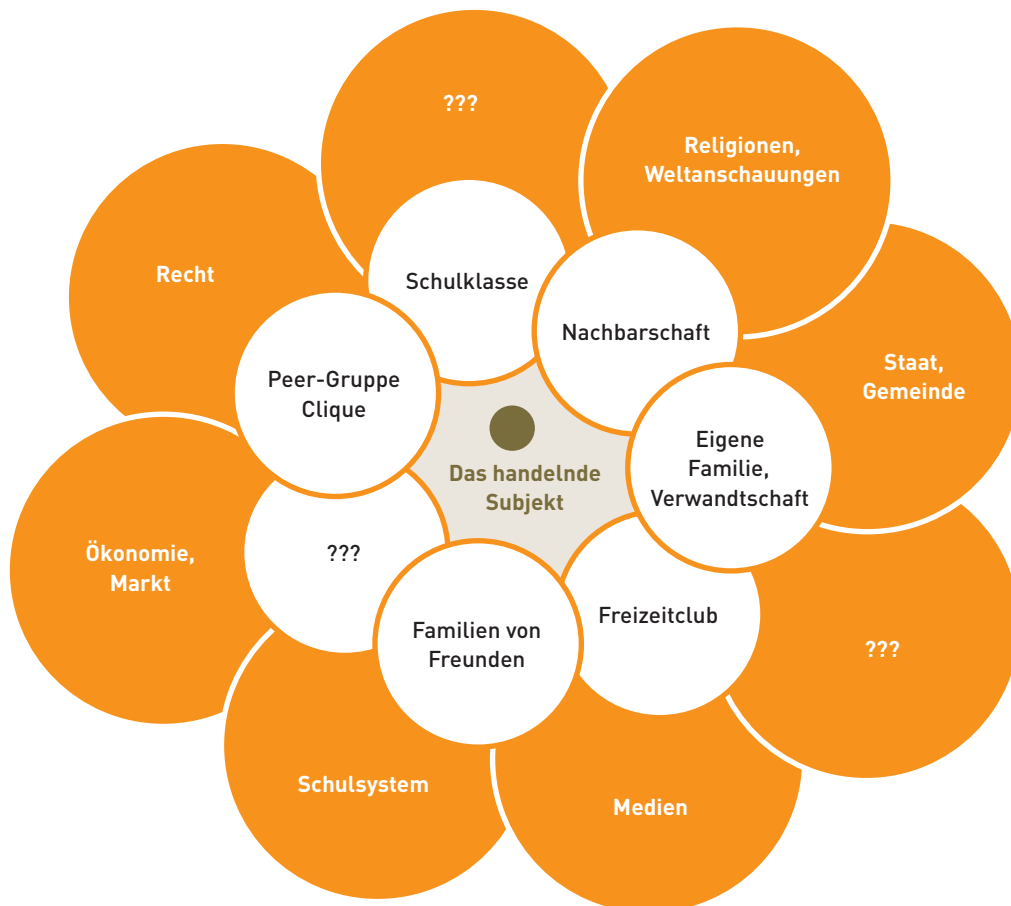 ???
Religionen,
Weltanschauungen
Recht
Schulklasse
Nachbarschaft
Staat,
Gemeinde
Peer-Gruppe
Clique
Eigene
Familie,
Verwandtschaft
Das handelnde
Subjekt
Ökonomie,
Markt
???
Familien von
Freunden
Freizeitclub
???
Schulsystem
Medien